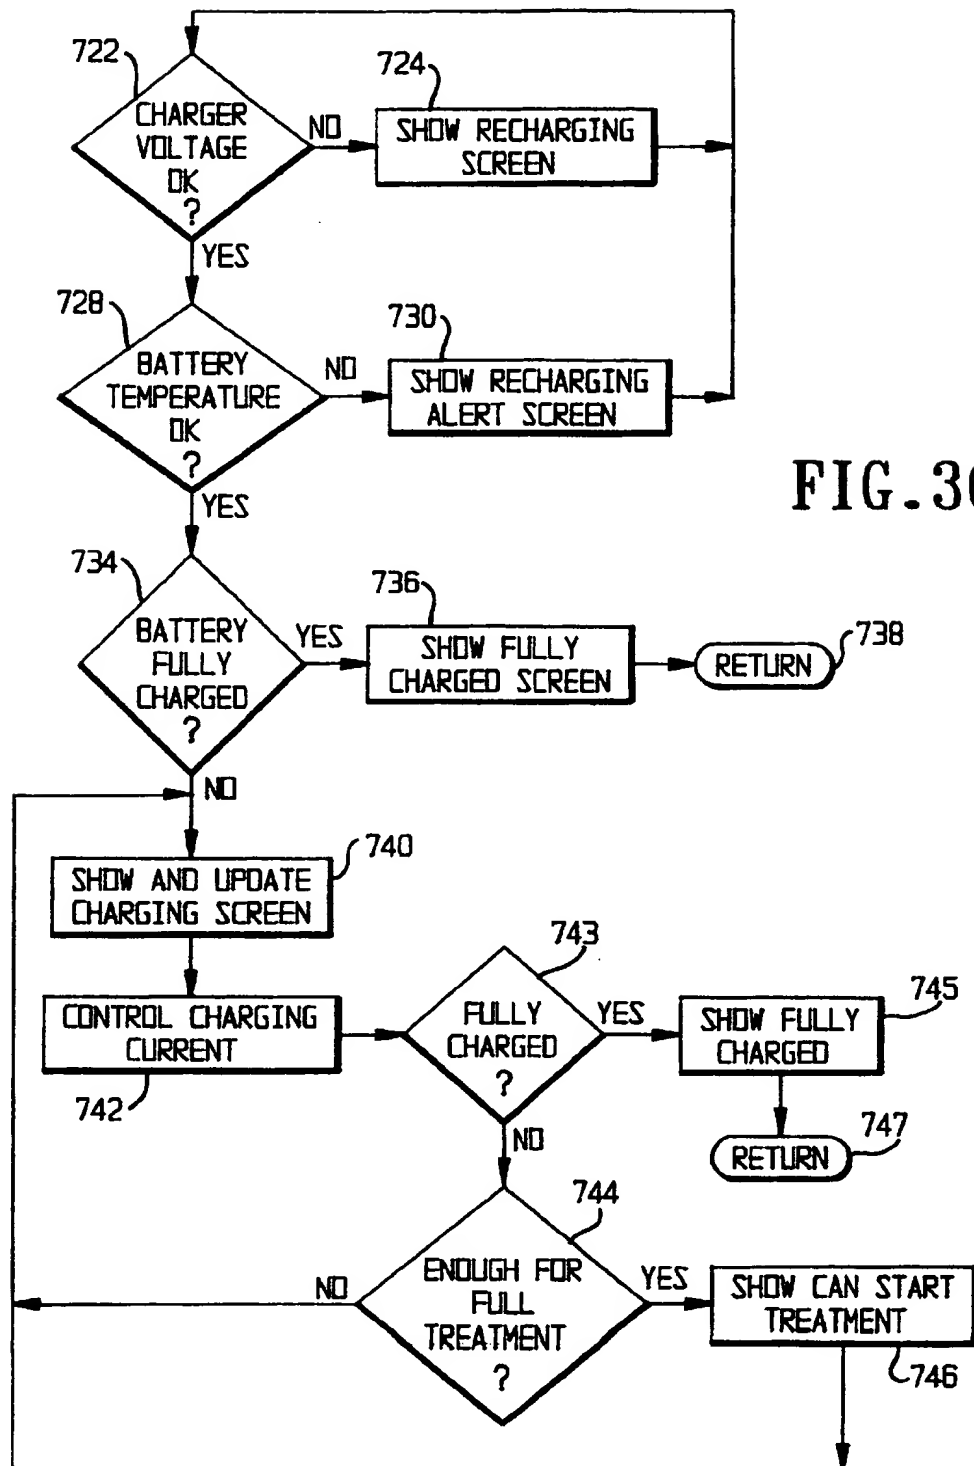 722
CHARGER
VOLTAGE
OK
?
NO
724
SHOW RECHARGING
SCREEN
YES
728
BATTERY
TEMPERATURE
OK
?
NO
730
SHOW RECHARGING
ALERT SCREEN
YES
FIG.30
734
BATTERY
FULLY
CHARGED
?
YES
736
SHOW FULLY
CHARGED SCREEN
RETURN
738
NO
740
SHOW AND UPDATE
CHARGING SCREEN
CONTROL CHARGING
CURRENT
742
743
FULLY
CHARGED
?
YES
745
SHOW FULLY
CHARGED
RETURN
747
NO
744
ENOUGH FOR
FULL
TREATMENT
?
NO
YES
SHOW CAN START
TREATMENT
746